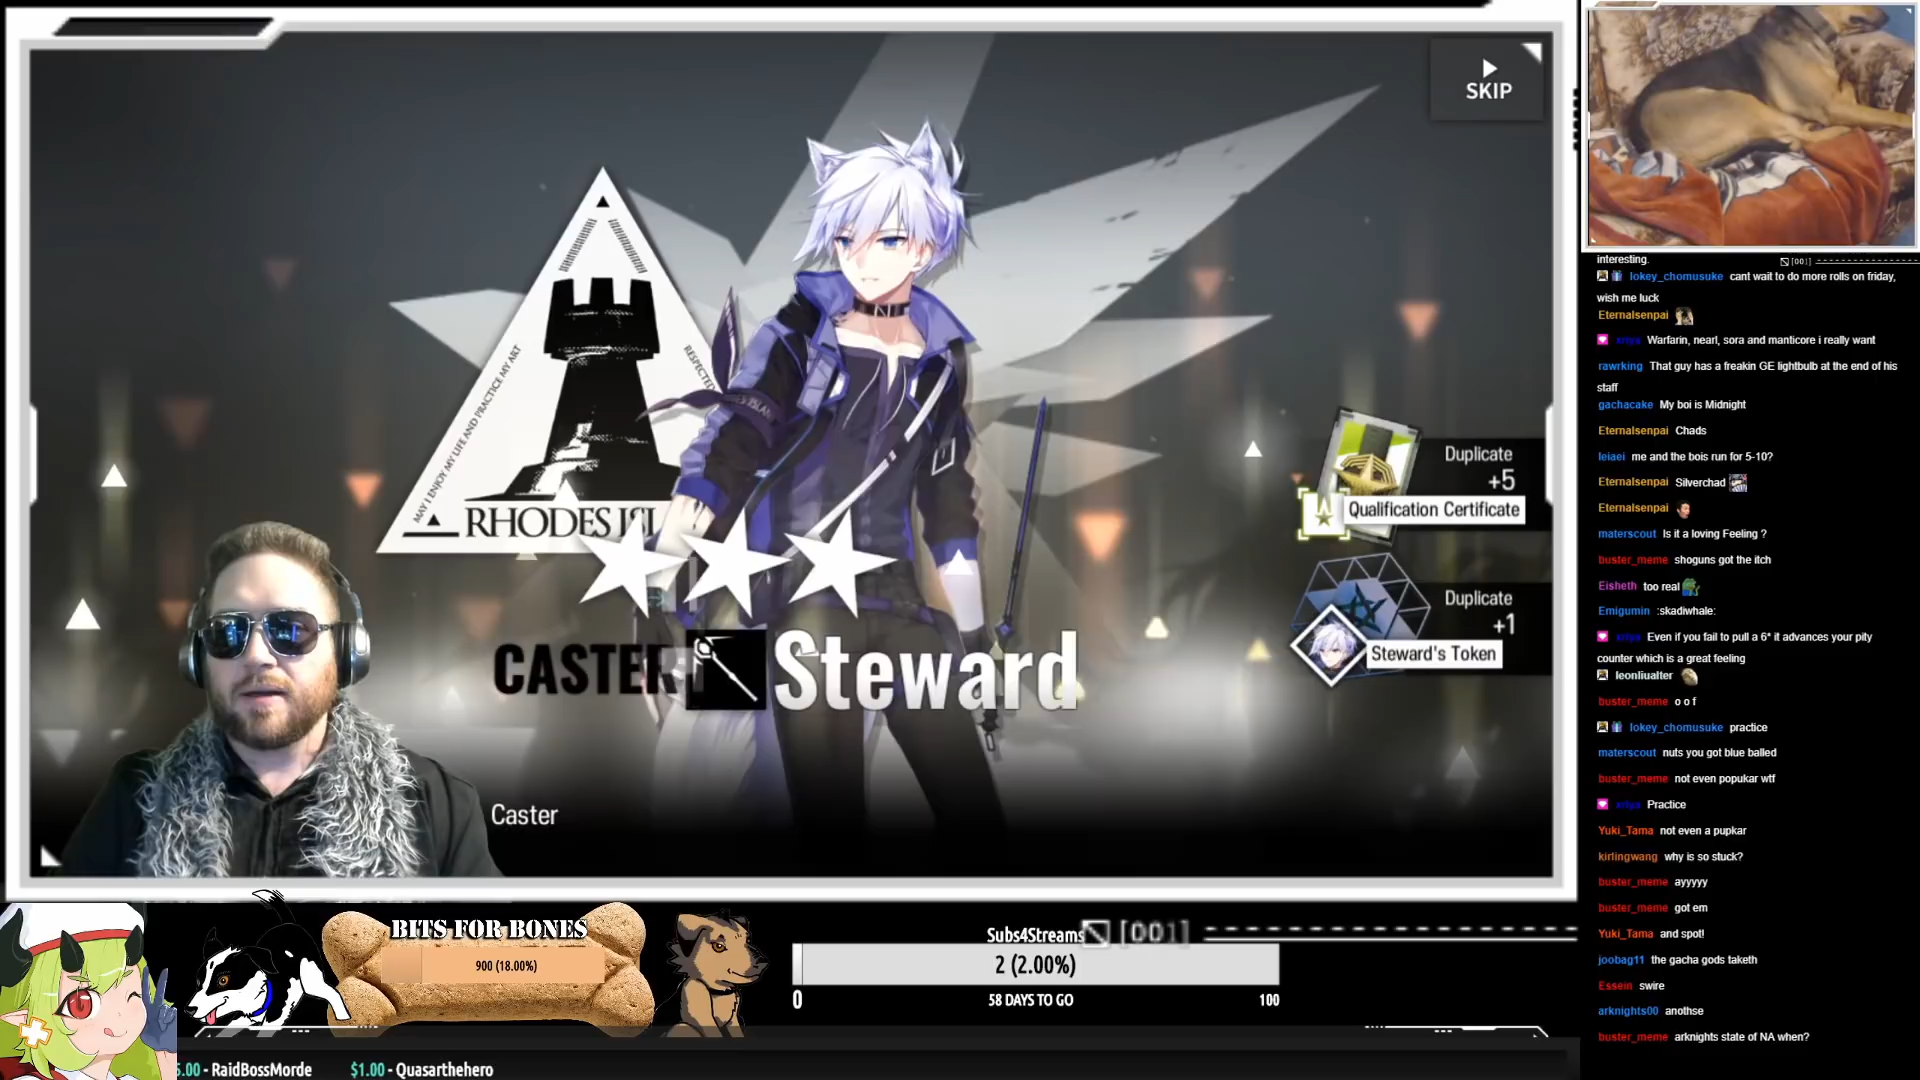 SKIP
MAY I ENJOY MY LIFE AND PRACTICE MY ART
RESPECTED
RHODES ISL
CASTER
Steward
Caster
Duplicate
+5
Qualification Certificate
Duplicate
+1
Steward's Token
interesting.
[001]
lokey_chomusuke cant wait to do more rolls on friday,
wish me luck
Eternalsenpai
Warfarin, nearl, sora and manticore i really want
rawrking That guy has a freakin GE lightbulb at the end of his
staff
gachacake My boi is Midnight
Eternalsenpai Chads
leiaei me and the bois run for 5-10?
Eternalsenpai Silverchad
Eternalsenpai
materscout Is it a loving Feeling ?
buster_meme shoguns got the itch
Eisheth too real
Emigumin :skadiwhale:
Even if you fail to pull a 6* it advances your pity
counter which is a great feeling
leonliualter
buster_meme o o f
lokey_chomusuke practice
materscout nuts you got blue balled
buster_meme not even popukar wtf
Practice
Yuki_Tama not even a pupkar
kirlingwang why is so stuck?
buster_meme ayyyyy
buster_meme got em
Yuki_Tama and spot!
joobag11 the gacha gods taketh
Essein swire
arknights00 anothse
buster_meme arknights state of NA when?
BITS FOR BONES
900 (18.00%)
Subs4Streams [001]
2 (2.00%)
0 58 DAYS TO GO 100
5.00 - RaidBossMorde $1.00 - Quasarthehero